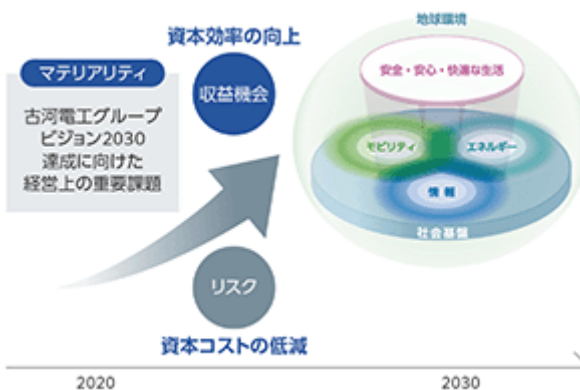 資本効率の向上
マテリアリティ
古河電工グループ
ビジョン2030
達成に向けた
経営上の重要課題
収益機会
リスク
資本コストの低減
地球環境
安全・安心・快適な生活
モビリティ
エネルギー
情報
社会基盤
2020
2030